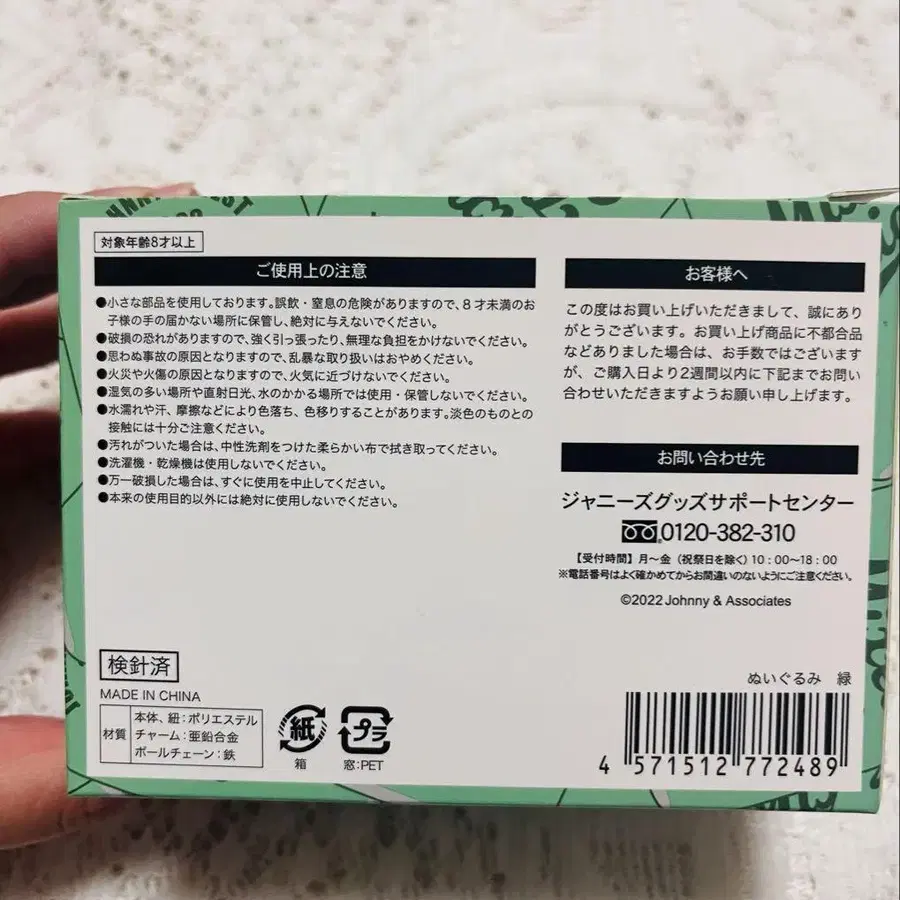 対象年齢8才以上
ご使用上の注意
●小さな部品を使用しております。誤飲・窒息の危険がありますので、8才未満のお
子様の手の届かない場所に保管し、絶対に与えないでください。
●破損の恐れがありますので、強く引っ張ったり、無理な負担をかけないでください。
●思わぬ事故の原因となりますので、乱暴な取り扱いはおやめください。
●火災や火傷の原因となりますので、火気に近づけないでください。
●湿気の多い場所や直射日光、水のかかる場所では使用・保管しないでください。
●水濡れや汗、摩擦などにより色落ち、色移りすることがあります。淡色のものとの
接触には十分ご注意ください。
●汚れがついた場合は、中性洗剤をつけた柔らかい布で拭き取ってください。
●洗濯機・乾燥機は使用しないでください。
●万一破損した場合は、すぐに使用を中止してください。
●本来の使用目的以外には絶対に使用しないでください。
お客様へ
この度はお買い上げいただきまして、誠にあり
がとうございます。お買い上げ商品に不都合品
などありました場合は、お手数ではございます
が、ご購入日より2週間以内に下記までお問い
合わせいただきますようお願い申し上げます。
お問い合わせ先
ジャニーズグッズサポートセンター
0120-382-310
【受付時間】月〜金（祝祭日を除く）10：00〜18：00
※電話番号はよく確かめてからお間違いのないようにご注意ください。
©2022 Johnny & Associates
検針済
MADE IN CHINA
材質
本体、紐：ポリエステル
チャーム：亜鉛合金
ボールチェーン：鉄
紙
箱
プラ
窓:PET
ぬいぐるみ 緑
4 571512 772489